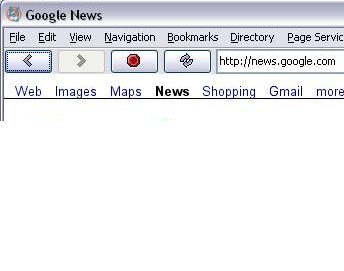 Google News
File Edit View Navigation Bookmarks Directory Page Servic
http://news.google.com
Web Images Maps News Shopping Gmail more